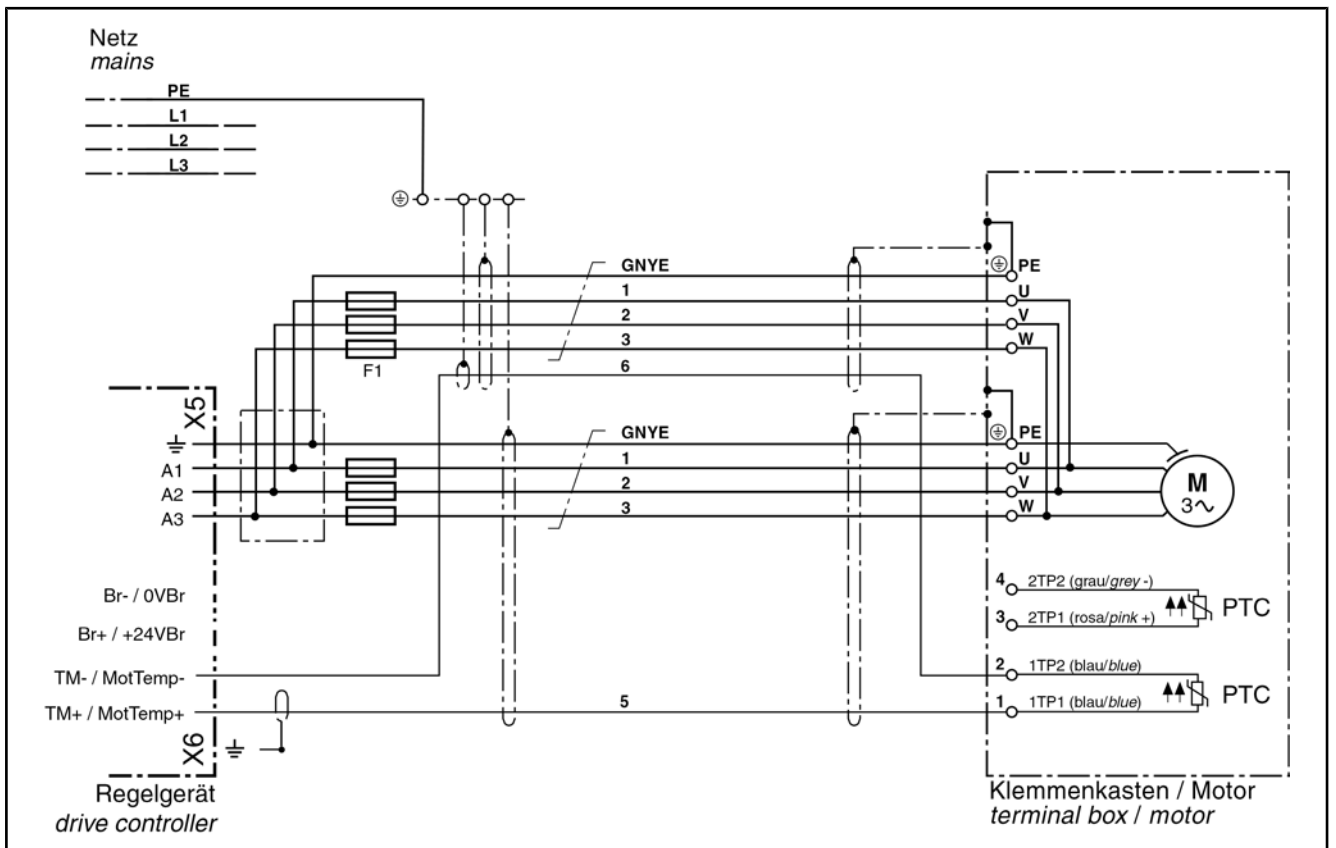 Netz
mains
PE
L1
L2
L3
GNYE
1
2
3
F1
6
PE
U
V
W
X5
A1
A2
A3
GNYE
1
2
3
PE
U
V
W
M
3∿
Br- / 0VBr
Br+ / +24VBr
TM- / MotTemp-
TM+ / MotTemp+
X6
5
4 2TP2 (grau/grey -)
3 2TP1 (rosa/pink +)
PTC
2 1TP2 (blau/blue)
1 1TP1 (blau/blue)
PTC
Regelgerät
drive controller
Klemmenkasten / Motor
terminal box / motor